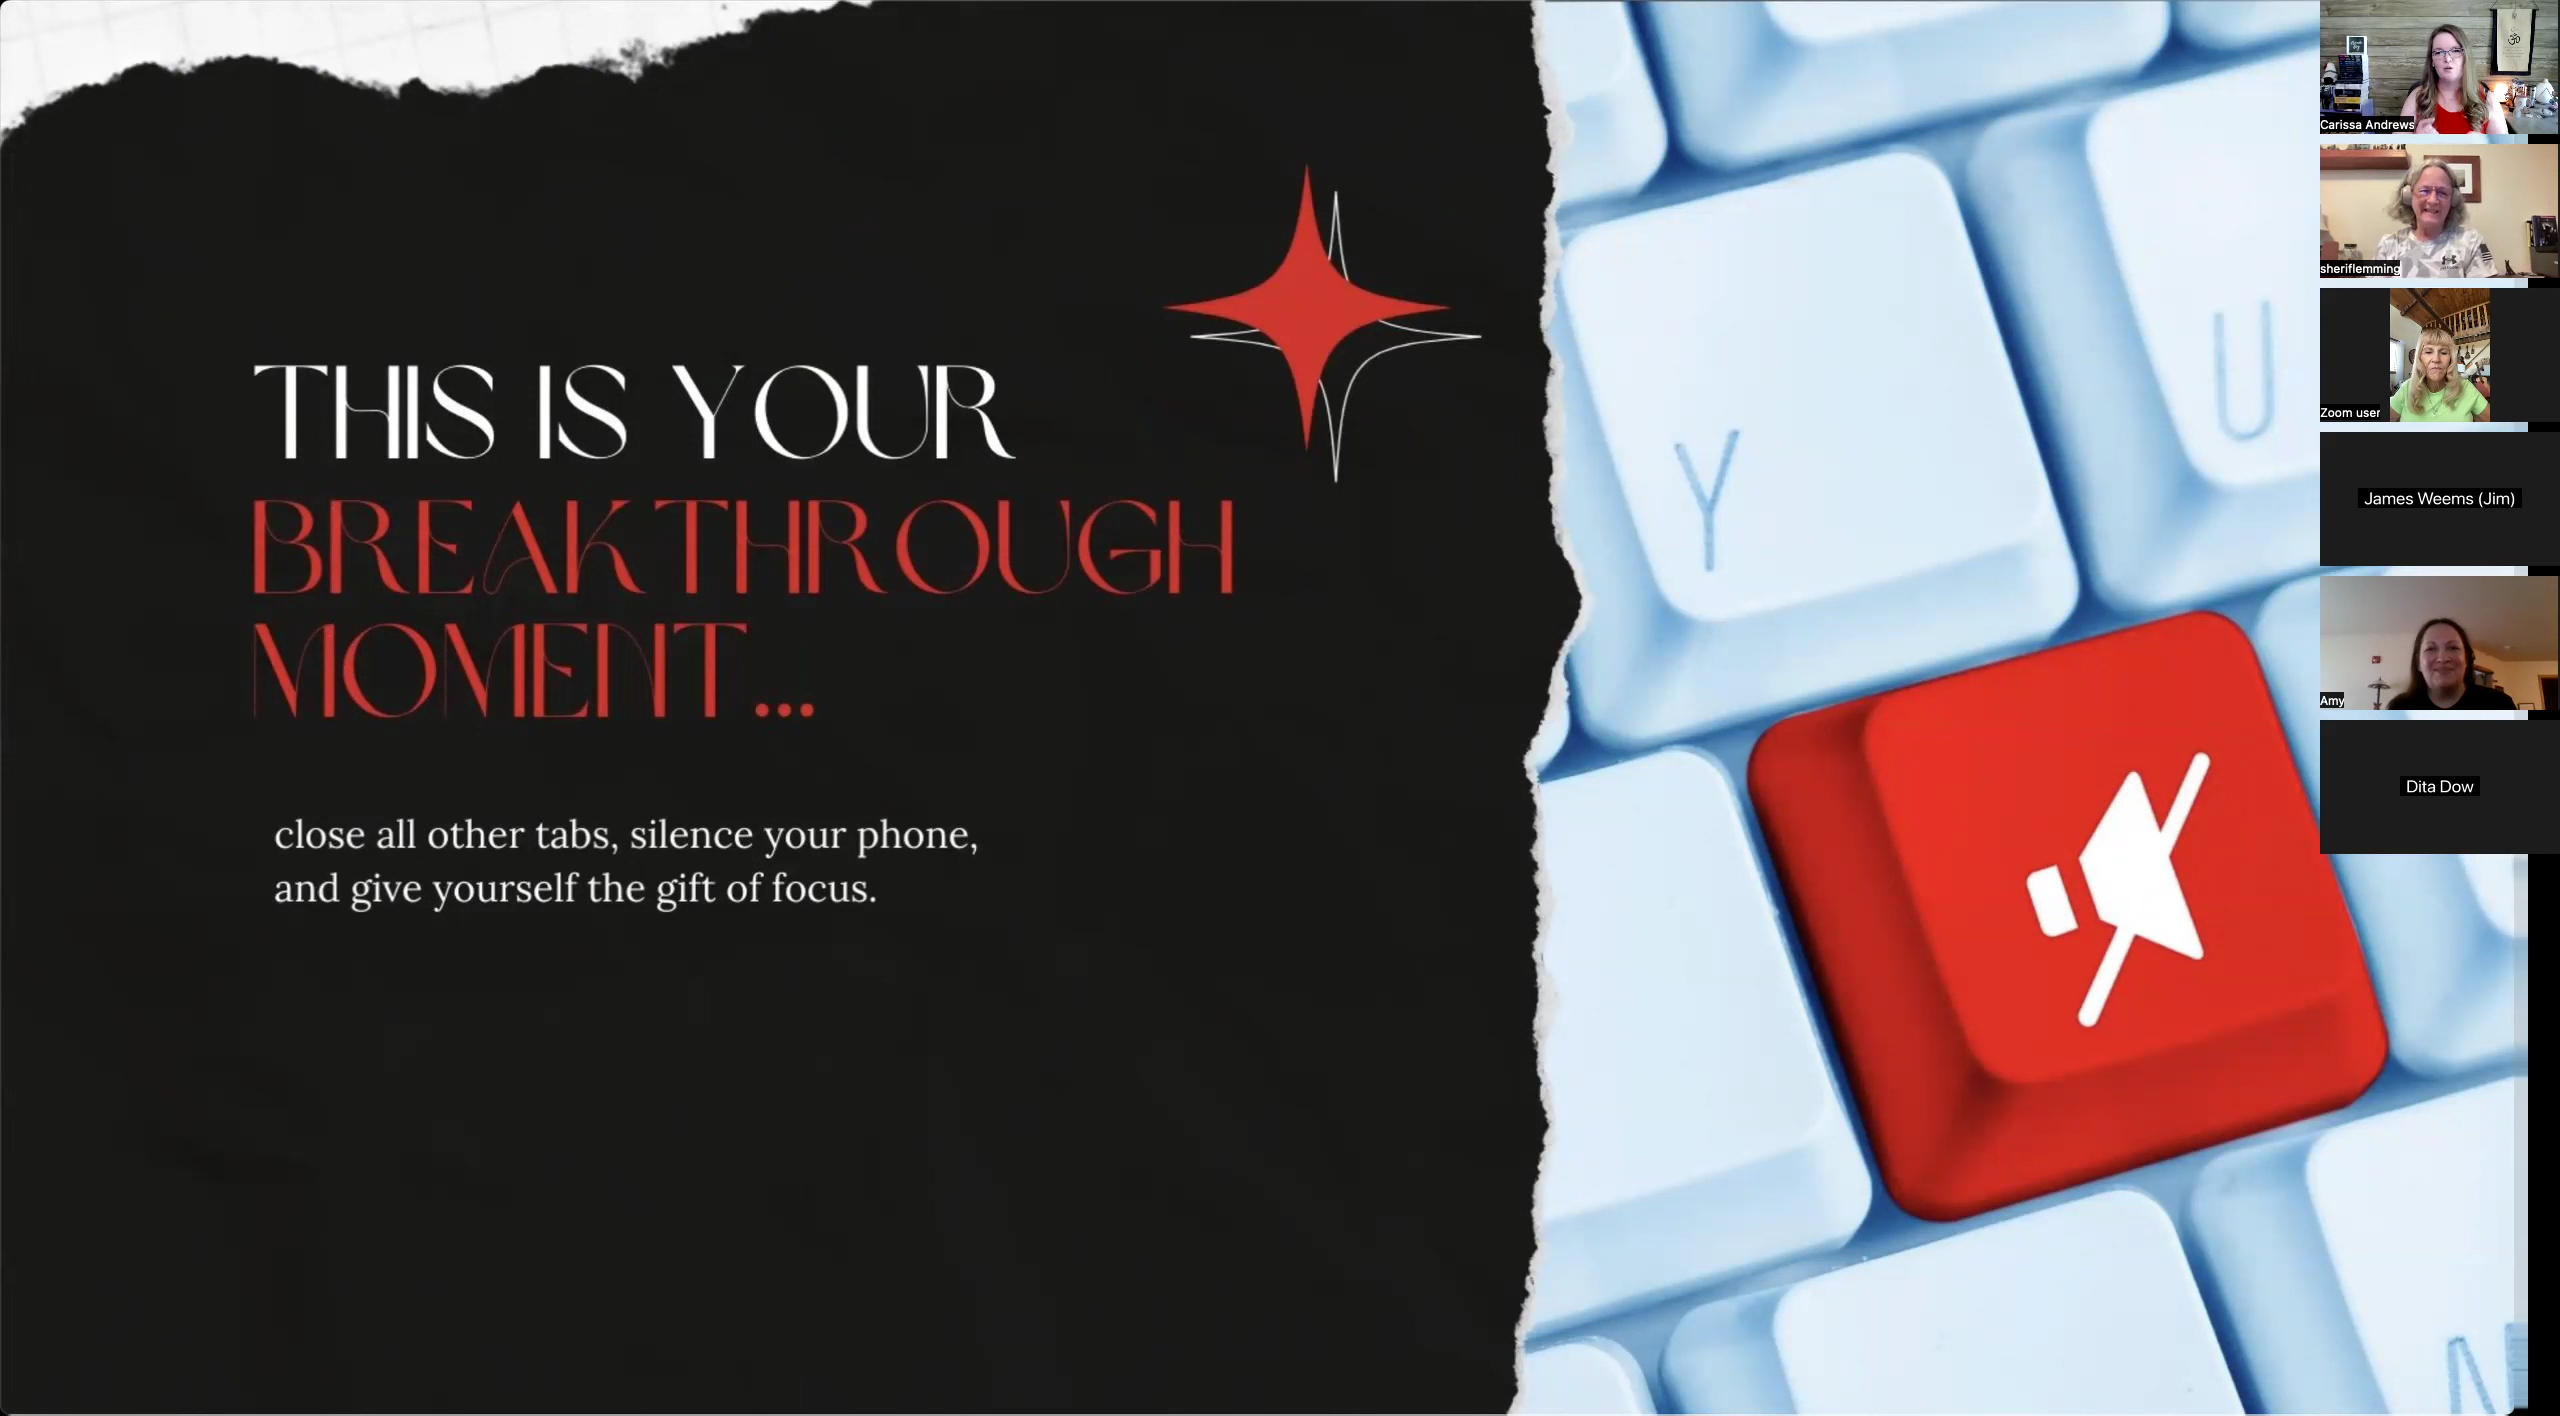 THIS IS YOUR
BREAKTHROUGH
MOMENT...
close all other tabs, silence your phone,
and give yourself the gift of focus.
Y
U
N
Carissa Andrews
sheriflemming
Zoom user
James Weems (Jim)
Amy
Dita Dow